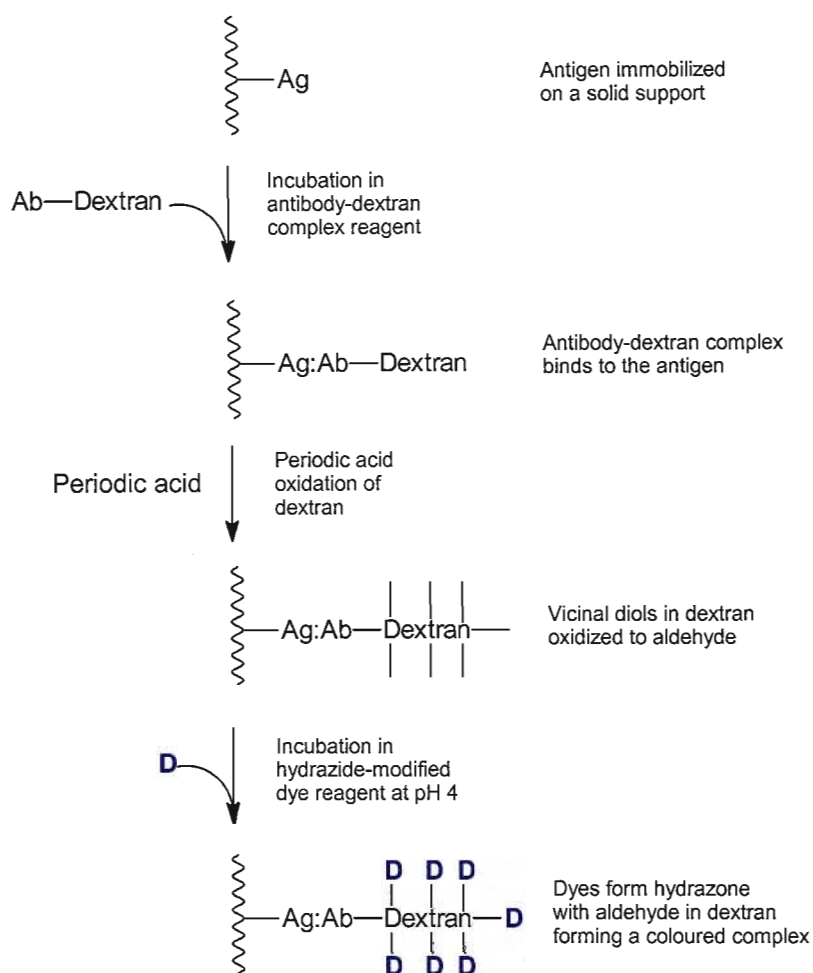 Ag
Antigen immobilized
on a solid support
Ab—Dextran
Incubation in
antibody-dextran
complex reagent
Ag:Ab—Dextran
Antibody-dextran complex
binds to the antigen
Periodic acid
Periodic acid
oxidation of
dextran
Ag:Ab—Dextran
Vicinal diols in dextran
oxidized to aldehyde
D
Incubation in
hydrazide-modified
dye reagent at pH 4
D D D
Ag:Ab—Dextran—D
D D D
Dyes form hydrazone
with aldehyde in dextran
forming a coloured complex